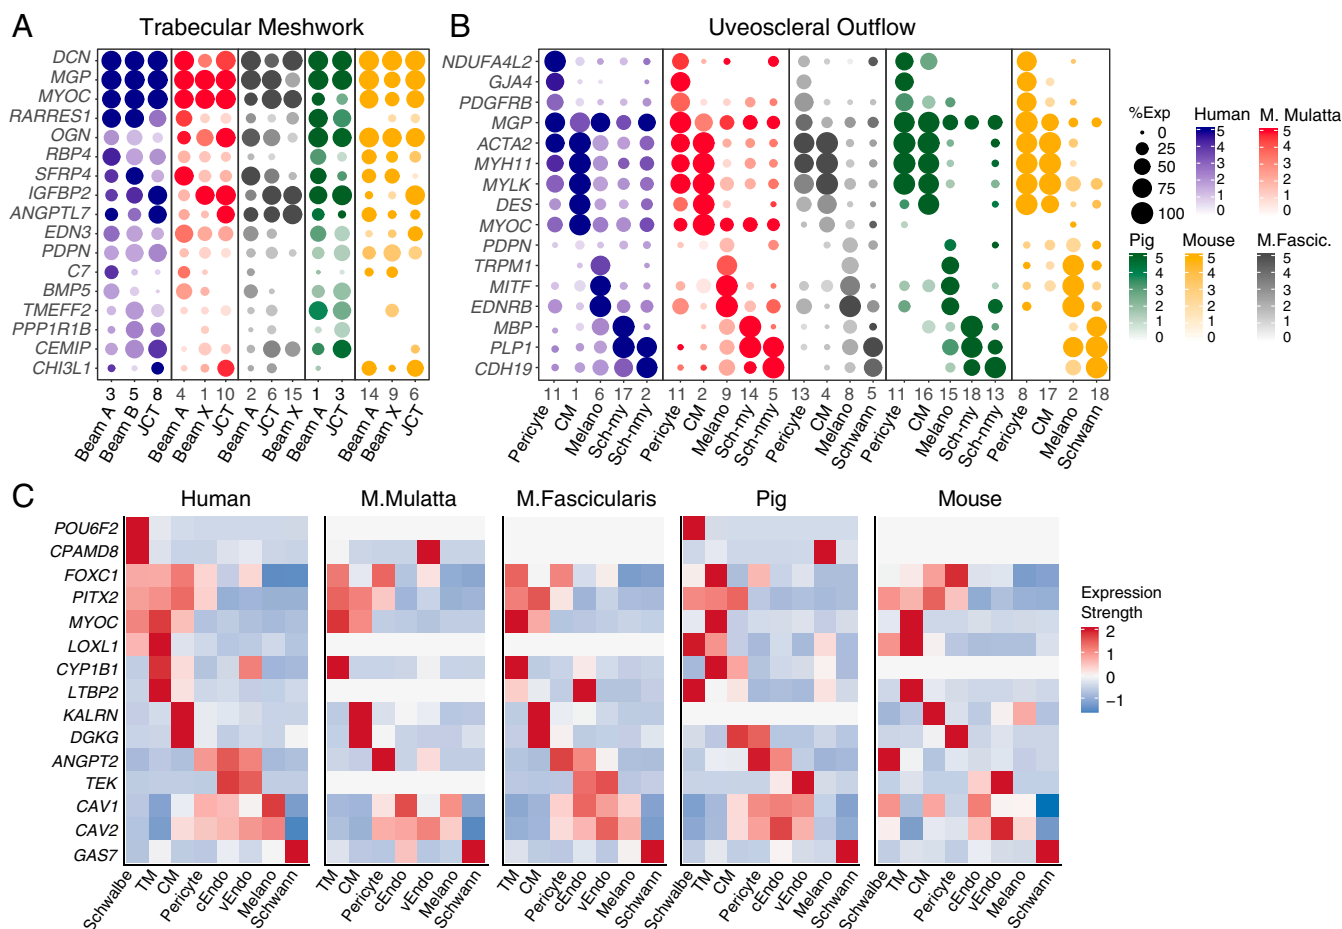 A
Trabecular Meshwork
DCN
MGP
MYOC
RARRES1
OGN
RBP4
SFRP4
IGFBP2
ANGPTL7
EDN3
PDPN
C7
BMP5
TMEFF2
PPP1R1B
CEMIP
CHI3L1
3 5 8 4 1 10 2 6 15 1 3 14 9 6
Beam A
Beam B
JCT
Beam A
Beam X
JCT
Beam A
JCT
Beam X
Beam A
JCT
Beam A
Beam X
JCT
B
Uveoscleral Outflow
NDUFA4L2
GJA4
PDGFRB
MGP
ACTA2
MYH11
MYLK
DES
MYOC
PDPN
TRPM1
MITF
EDNRB
MBP
PLP1
CDH19
11 1 6 17 2 11 2 9 14 5 13 4 8 5 11 16 15 18 13 8 17 2 18
Pericyte
CM
Melano
Sch-my
Sch-nmy
Pericyte
CM
Melano
Sch-my
Sch-nmy
Pericyte
CM
Melano
Schwann
Pericyte
CM
Melano
Sch-my
Sch-nmy
Pericyte
CM
Melano
Schwann
%Exp
0
25
50
75
100
Human
5
4
3
2
1
0
M. Mulatta
5
4
3
2
1
0
Pig
5
4
3
2
1
0
Mouse
5
4
3
2
1
0
M.Fascic.
5
4
3
2
1
0
C
Human
M.Mulatta
M.Fascicularis
Pig
Mouse
POU6F2
CPAMD8
FOXC1
PITX2
MYOC
LOXL1
CYP1B1
LTBP2
KALRN
DGKG
ANGPT2
TEK
CAV1
CAV2
GAS7
Schwalbe
TM
CM
Pericyte
cEndo
vEndo
Melano
Schwann
TM
CM
Pericyte
cEndo
vEndo
Melano
Schwann
TM
CM
Pericyte
cEndo
vEndo
Melano
Schwann
Schwalbe
TM
CM
Pericyte
cEndo
vEndo
Melano
Schwann
Schwalbe
TM
CM
Pericyte
cEndo
vEndo
Melano
Schwann
Expression
Strength
2
1
0
−1